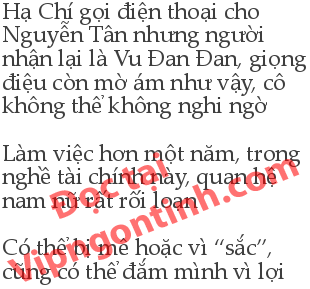 Hạ Chí gọi điện thoại cho
Nguyễn Tân nhưng người
nhận lại là Vu Đan Đan, giọng
điệu còn mờ ám như vậy, cô
không thể không nghi ngờ
Làm việc hơn một năm, trong
nghề tài chính này, quan hệ
nam nữ rất rối loạn
Có thể bị mê hoặc vì “sắc”,
cũng có thể đắm mình vì lợi
Đọc tại
Vipngontinh.com